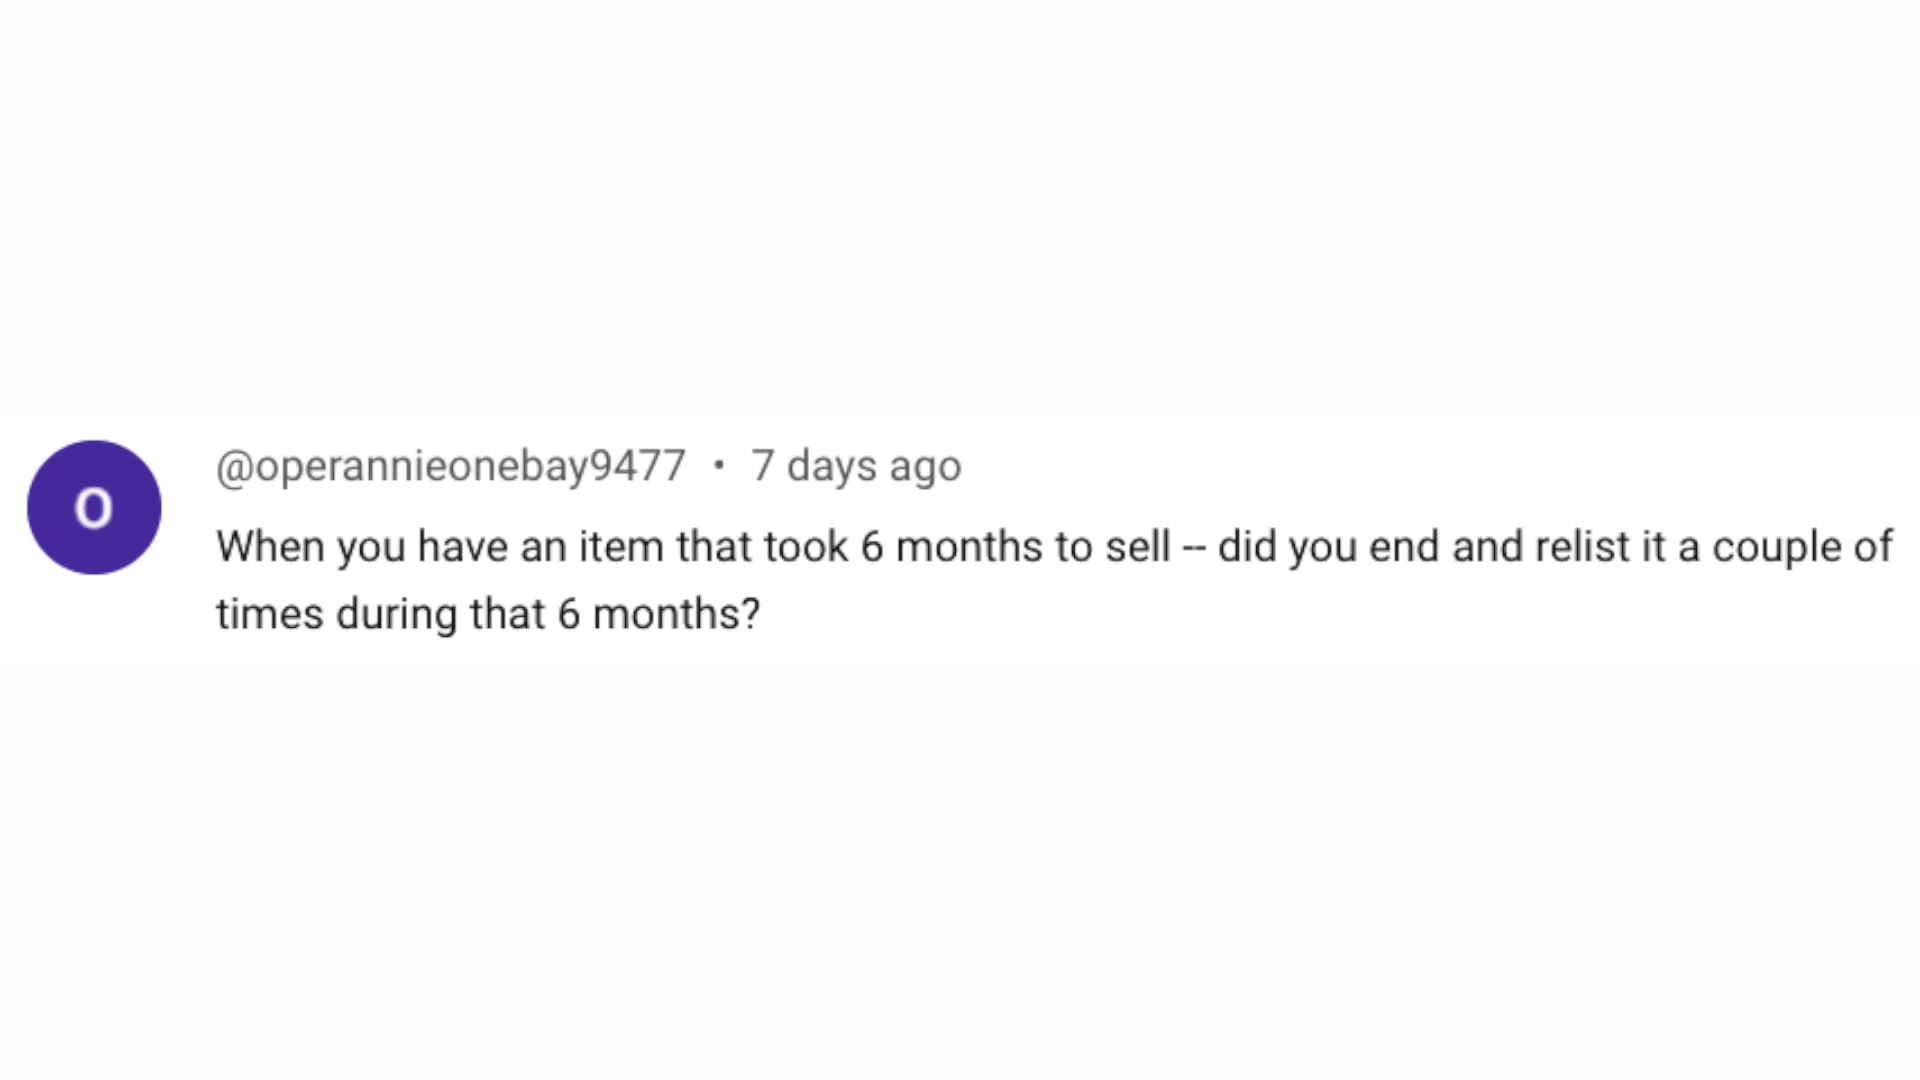 O
@operannieonebay9477 • 7 days ago
When you have an item that took 6 months to sell -- did you end and relist it a couple of
times during that 6 months?